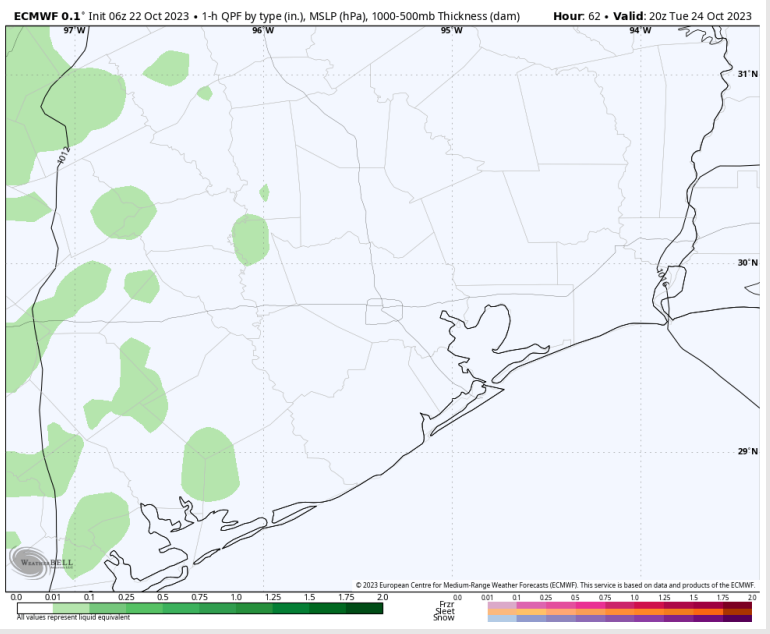 ECMWF 0.1° Init 06z 22 Oct 2023 • 1-h QPF by type (in.), MSLP (hPa), 1000-500mb Thickness (dam) Hour: 62 • Valid: 20z Tue 24 Oct 2023
97°W 96°W 95°W 94°W
31°N
1012
30°N
29°N
WeatherBELL
© 2023 European Centre for Medium-Range Weather Forecasts (ECMWF). This service is based on data and products of the ECMWF.
0.0 0.01 0.1 0.25 0.5 0.75 1.0 1.25 1.5 1.75 2.0
0.0 0.01 0.1 0.25 0.5 0.75 1.0 1.25 1.5 1.75 2.0
Frzr
Sleet
Snow
All values represent liquid equivalent